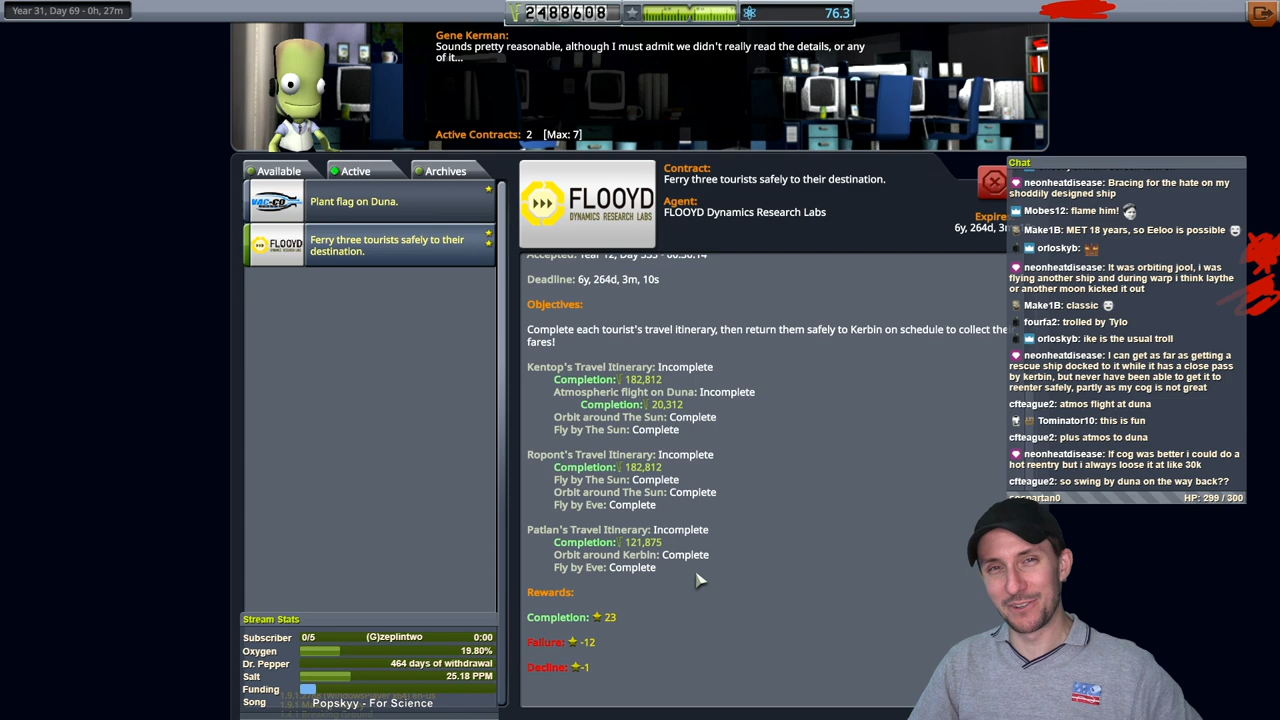 Year 31, Day 69 - 0h, 27m
2488608
76.3
Gene Kerman:
Sounds pretty reasonable, although I must admit we didn't really read the details, or any
of it...
Active Contracts: 2 [Max: 7]
Available
Active
Archives
VAC-CO
Plant flag on Duna.
FLOOYD
Ferry three tourists safely to their
destination.
FLOOYD
DYNAMICS RESEARCH LABS
Contract:
Ferry three tourists safely to their destination.
Agent:
FLOOYD Dynamics Research Labs
Expire
6y, 264d, 3m
Deadline: 6y, 264d, 3m, 10s
Objectives:
Complete each tourist's travel itinerary, then return them safely to Kerbin on schedule to collect the
fares!
Kentop's Travel Itinerary: Incomplete
Completion: 182,812
Atmospheric flight on Duna: Incomplete
Completion: 20,312
Orbit around The Sun: Complete
Fly by The Sun: Complete
Ropont's Travel Itinerary: Incomplete
Completion: 182,812
Fly by The Sun: Complete
Orbit around The Sun: Complete
Fly by Eve: Complete
Patlan's Travel Itinerary: Incomplete
Completion: 121,875
Orbit around Kerbin: Complete
Fly by Eve: Complete
Rewards:
Completion: 23
Failure: -12
Decline: -1
Chat
neonheatdisease: Bracing for the hate on my
shoddily designed ship
Mobes12: flame him!
Make1B: MET 18 years, so Eeloo is possible
orloskyb:
neonheatdisease: It was orbiting jool, i was
flying another ship and during warp i think laythe
or another moon kicked it out
Make1B: classic
fourfa2: trolled by Tylo
orloskyb: ike is the usual troll
neonheatdisease: I can get as far as getting a
rescue ship docked to it while it has a close pass
by kerbin, but never have been able to get it to
reenter safely, partly as my cog is not great
cfteague2: atmos flight at duna
Tominator10: this is fun
cfteague2: plus atmos to duna
neonheatdisease: If cog was better i could do a
hot reentry but i always loose it at like 30k
cfteague2: so swing by duna on the way back??
HP: 299 / 300
Stream Stats
Subscriber 0/5 (G)zeplintwo 0:00
Oxygen 19.80%
Dr. Pepper 464 days of withdrawal
Salt 25.18 PPM
Funding
Song Popskyy - For Science